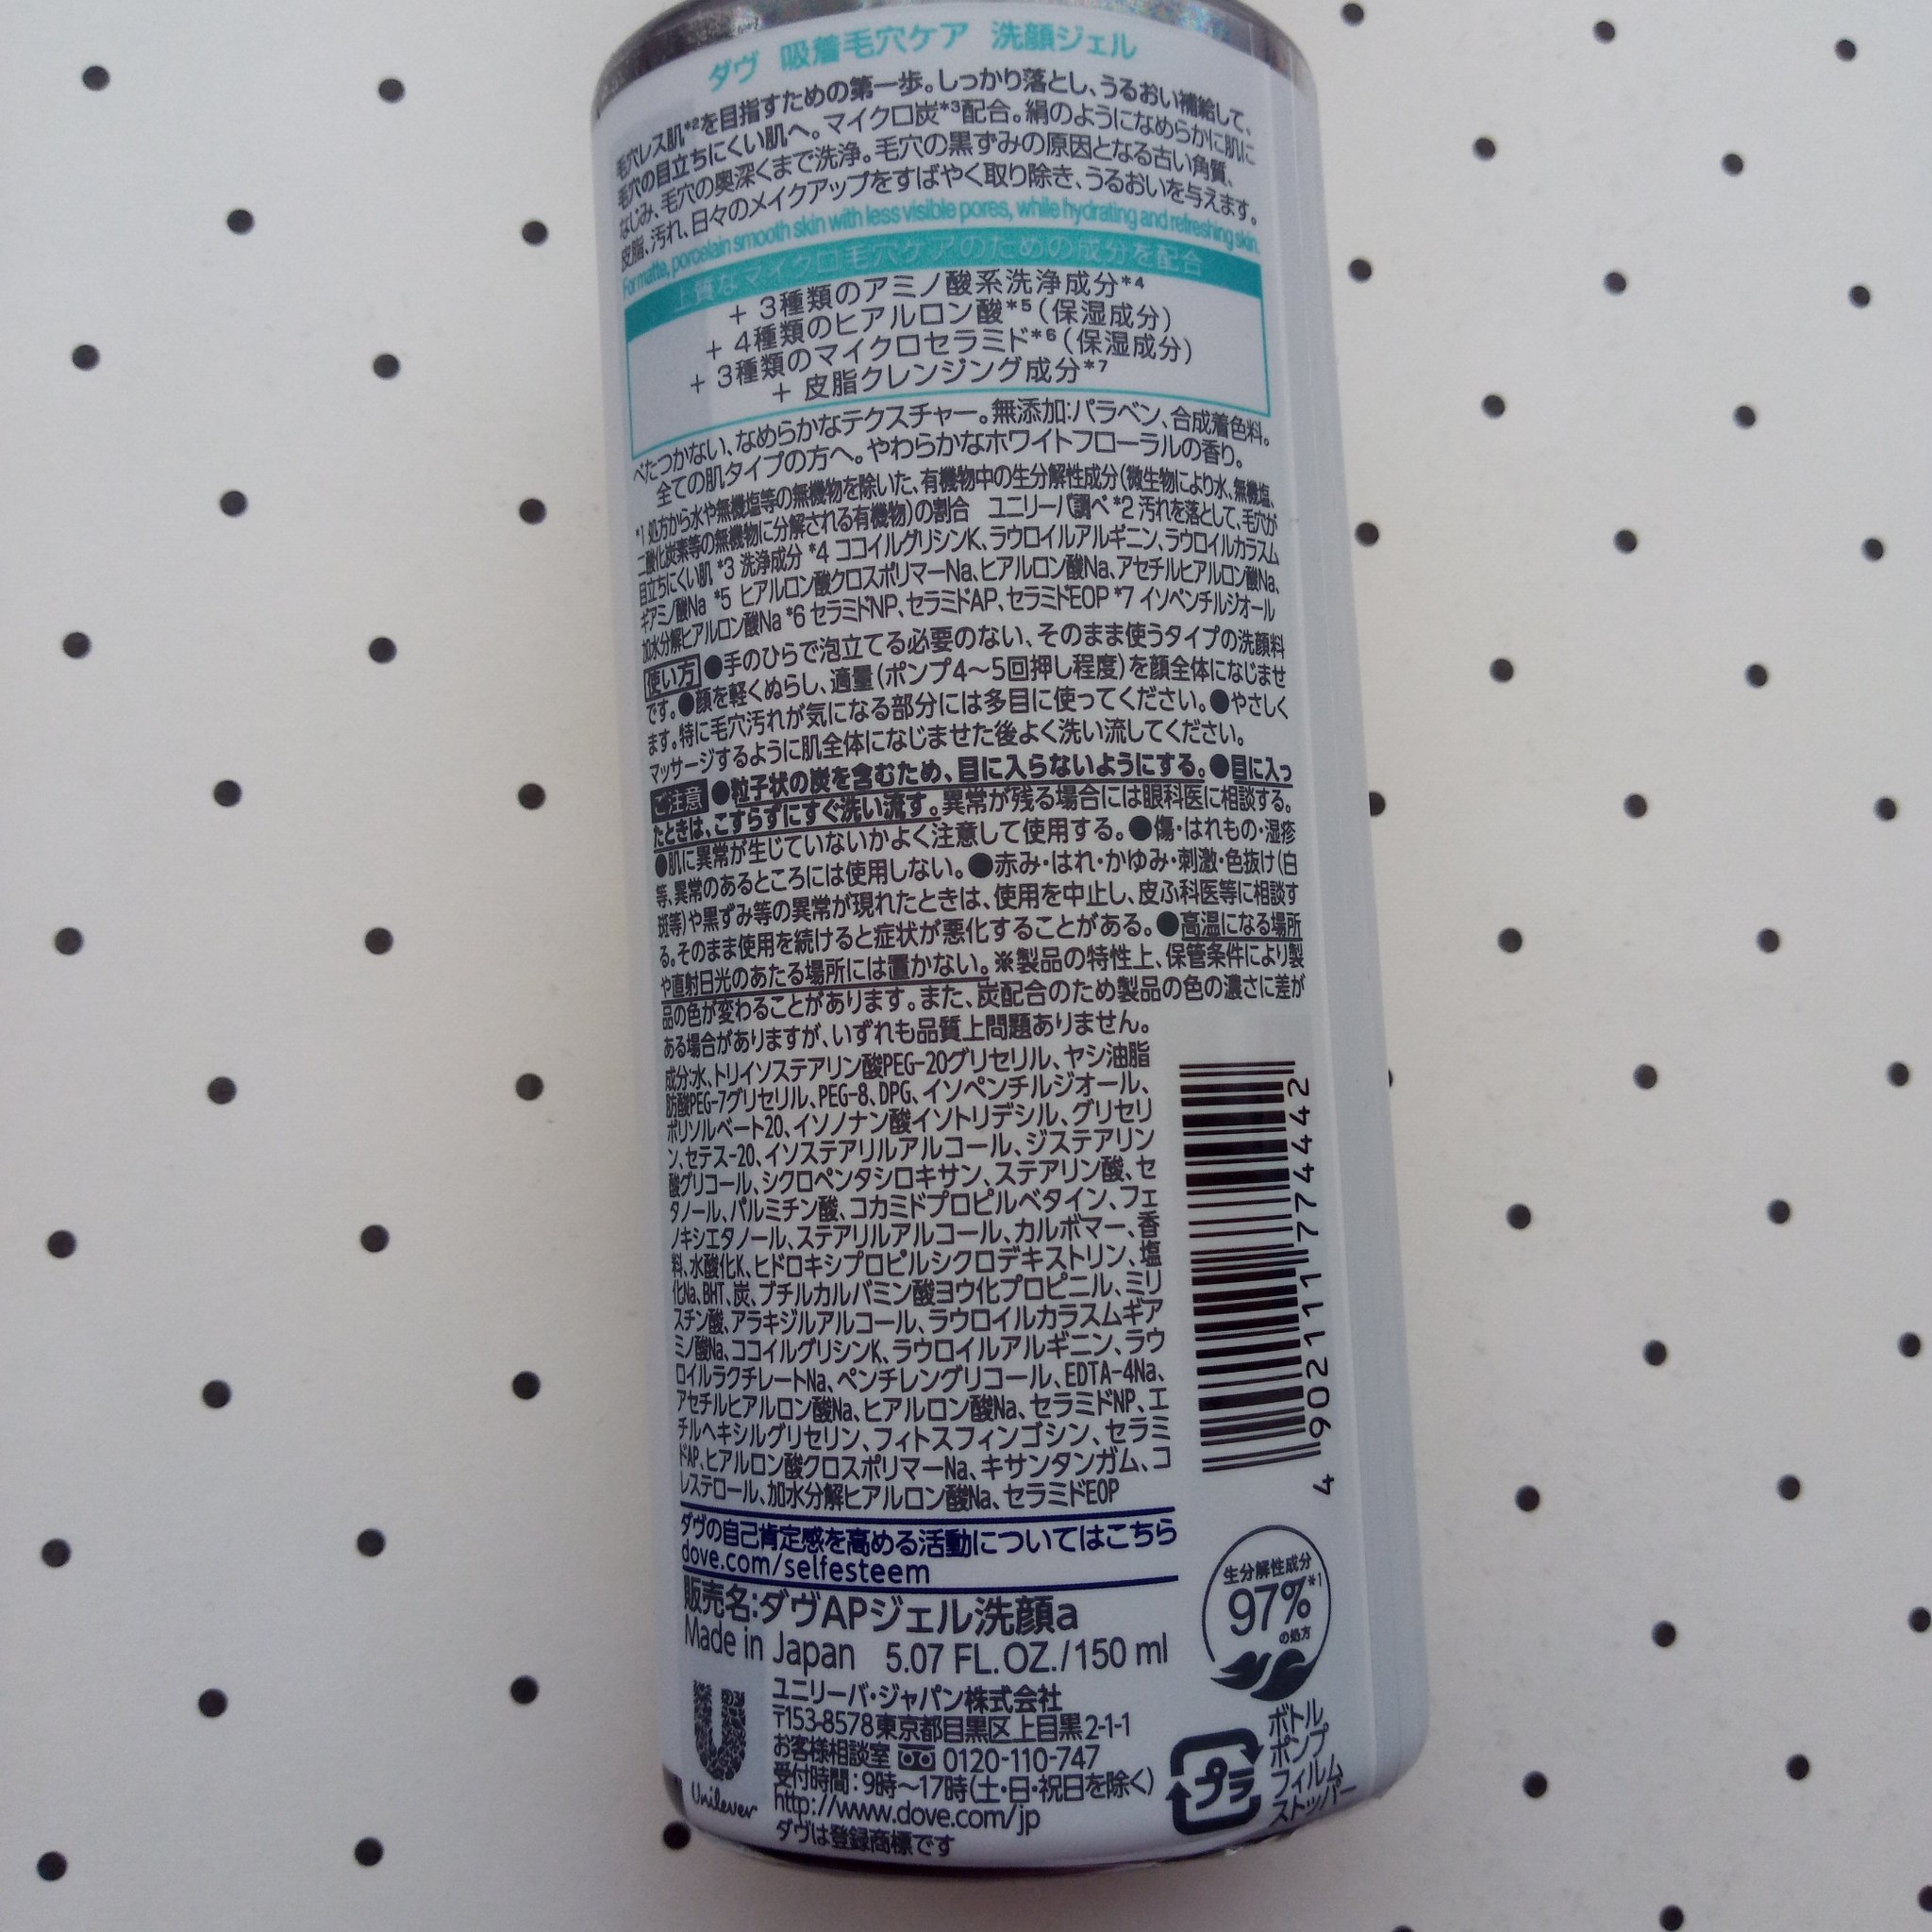 ダヴ 吸着毛穴ケア 洗顔ジェル
毛穴レス肌*2を目指すための第一歩。しっかり落とし、うるおい補給して、
毛穴の目立ちにくい肌へ。マイクロ炭*3配合。絹のようになめらかに肌に
なじみ、毛穴の奥深くまで洗浄。毛穴の黒ずみの原因となる古い角質、
皮脂、汚れ、日々のメイクアップをすばやく取り除き、うるおいを与えます。
For matte, porcelain smooth skin with less visible pores, while hydrating and refreshing skin.
上質なマイクロ毛穴ケアのための成分を配合
+ 3種類のアミノ酸系洗浄成分*4
+ 4種類のヒアルロン酸*5(保湿成分)
+ 3種類のマイクロセラミド*6(保湿成分)
+ 皮脂クレンジング成分*7
べたつかない、なめらかなテクスチャー。無添加:パラベン、合成着色料。
全ての肌タイプの方へ。やわらかなホワイトフローラルの香り。
*1 処方から水や無機塩等の無機物を除いた、有機物中の生分解性成分(微生物により水、無機塩、
二酸化炭素等の無機物に分解される有機物)の割合 ユニリーバ調べ *2 汚れを落として、毛穴が
目立ちにくい肌 *3 洗浄成分 *4 ココイルグリシンK、ラウロイルアルギニン、ラウロイルカラスム
ギアミノ酸Na *5 ヒアルロン酸クロスポリマーNa、ヒアルロン酸Na、アセチルヒアルロン酸Na、
加水分解ヒアルロン酸Na *6 セラミドNP、セラミドAP、セラミドEOP *7 イソペンチルジオール
使い方 ●手のひらで泡立てる必要のない、そのまま使うタイプの洗顔料
です。●顔を軽くぬらし、適量(ポンプ4～5回押し程度)を顔全体になじませ
ます。特に毛穴汚れが気になる部分には多目に使ってください。●やさしく
マッサージするように肌全体になじませた後よく洗い流してください。
ご注意 ●粒子状の炭を含むため、目に入らないようにする。●目に入っ
たときは、こすらずにすぐ洗い流す。異常が残る場合には眼科医に相談する。
●肌に異常が生じていないかよく注意して使用する。●傷・はれもの・湿疹
等、異常のあるところには使用しない。●赤み・はれ・かゆみ・刺激・色抜け(白
斑等)や黒ずみ等の異常が現れたときは、使用を中止し、皮ふ科医等に相談す
る。そのまま使用を続けると症状が悪化することがある。●高温になる場所
や直射日光のあたる場所には置かない。※製品の特性上、保管条件により製
品の色が変わることがあります。また、炭配合のため製品の色の濃さに差が
ある場合がありますが、いずれも品質上問題ありません。
成分:水、トリイソステアリン酸PEG-20グリセリル、ヤシ油脂
肪酸PEG-7グリセリル、PEG-8、DPG、イソペンチルジオール、
ポリソルベート20、イソノナン酸イソトリデシル、グリセリ
ン、セテス-20、イソステアリルアルコール、ジステアリン
酸グリコール、シクロペンタシロキサン、ステアリン酸、セ
タノール、パルミチン酸、コカミドプロピルベタイン、フェ
ノキシエタノール、ステアリルアルコール、カルボマー、香
料、水酸化K、ヒドロキシプロピルシクロデキストリン、塩
化Na、BHT、炭、ブチルカルバミン酸ヨウ化プロピニル、ミリ
スチン酸、アラキジルアルコール、ラウロイルカラスムギア
ミノ酸Na、ココイルグリシンK、ラウロイルアルギニン、ラウ
ロイルラクチレートNa、ペンチレングリコール、EDTA-4Na、
アセチルヒアルロン酸Na、ヒアルロン酸Na、セラミドNP、エ
チルヘキシルグリセリン、フィトスフィンゴシン、セラミ
ドAP、ヒアルロン酸クロスポリマーNa、キサンタンガム、コ
レステロール、加水分解ヒアルロン酸Na、セラミドEOP
4 902111 774442
ダヴの自己肯定感を高める活動についてはこちら
dove.com/selfesteem
生分解性成分
97%*1
の処方
販売名:ダヴAPジェル洗顔a
Made in Japan 5.07 FL.OZ./150 ml
Unilever
ユニリーバ・ジャパン株式会社
〒153-8578東京都目黒区上目黒2-1-1
お客様相談室 0120-110-747
受付時間:9時～17時(土・日・祝日を除く)
http://www.dove.com/jp
ダヴは登録商標です
プラ
ボトル
ポンプ
フィルム
ストッパー